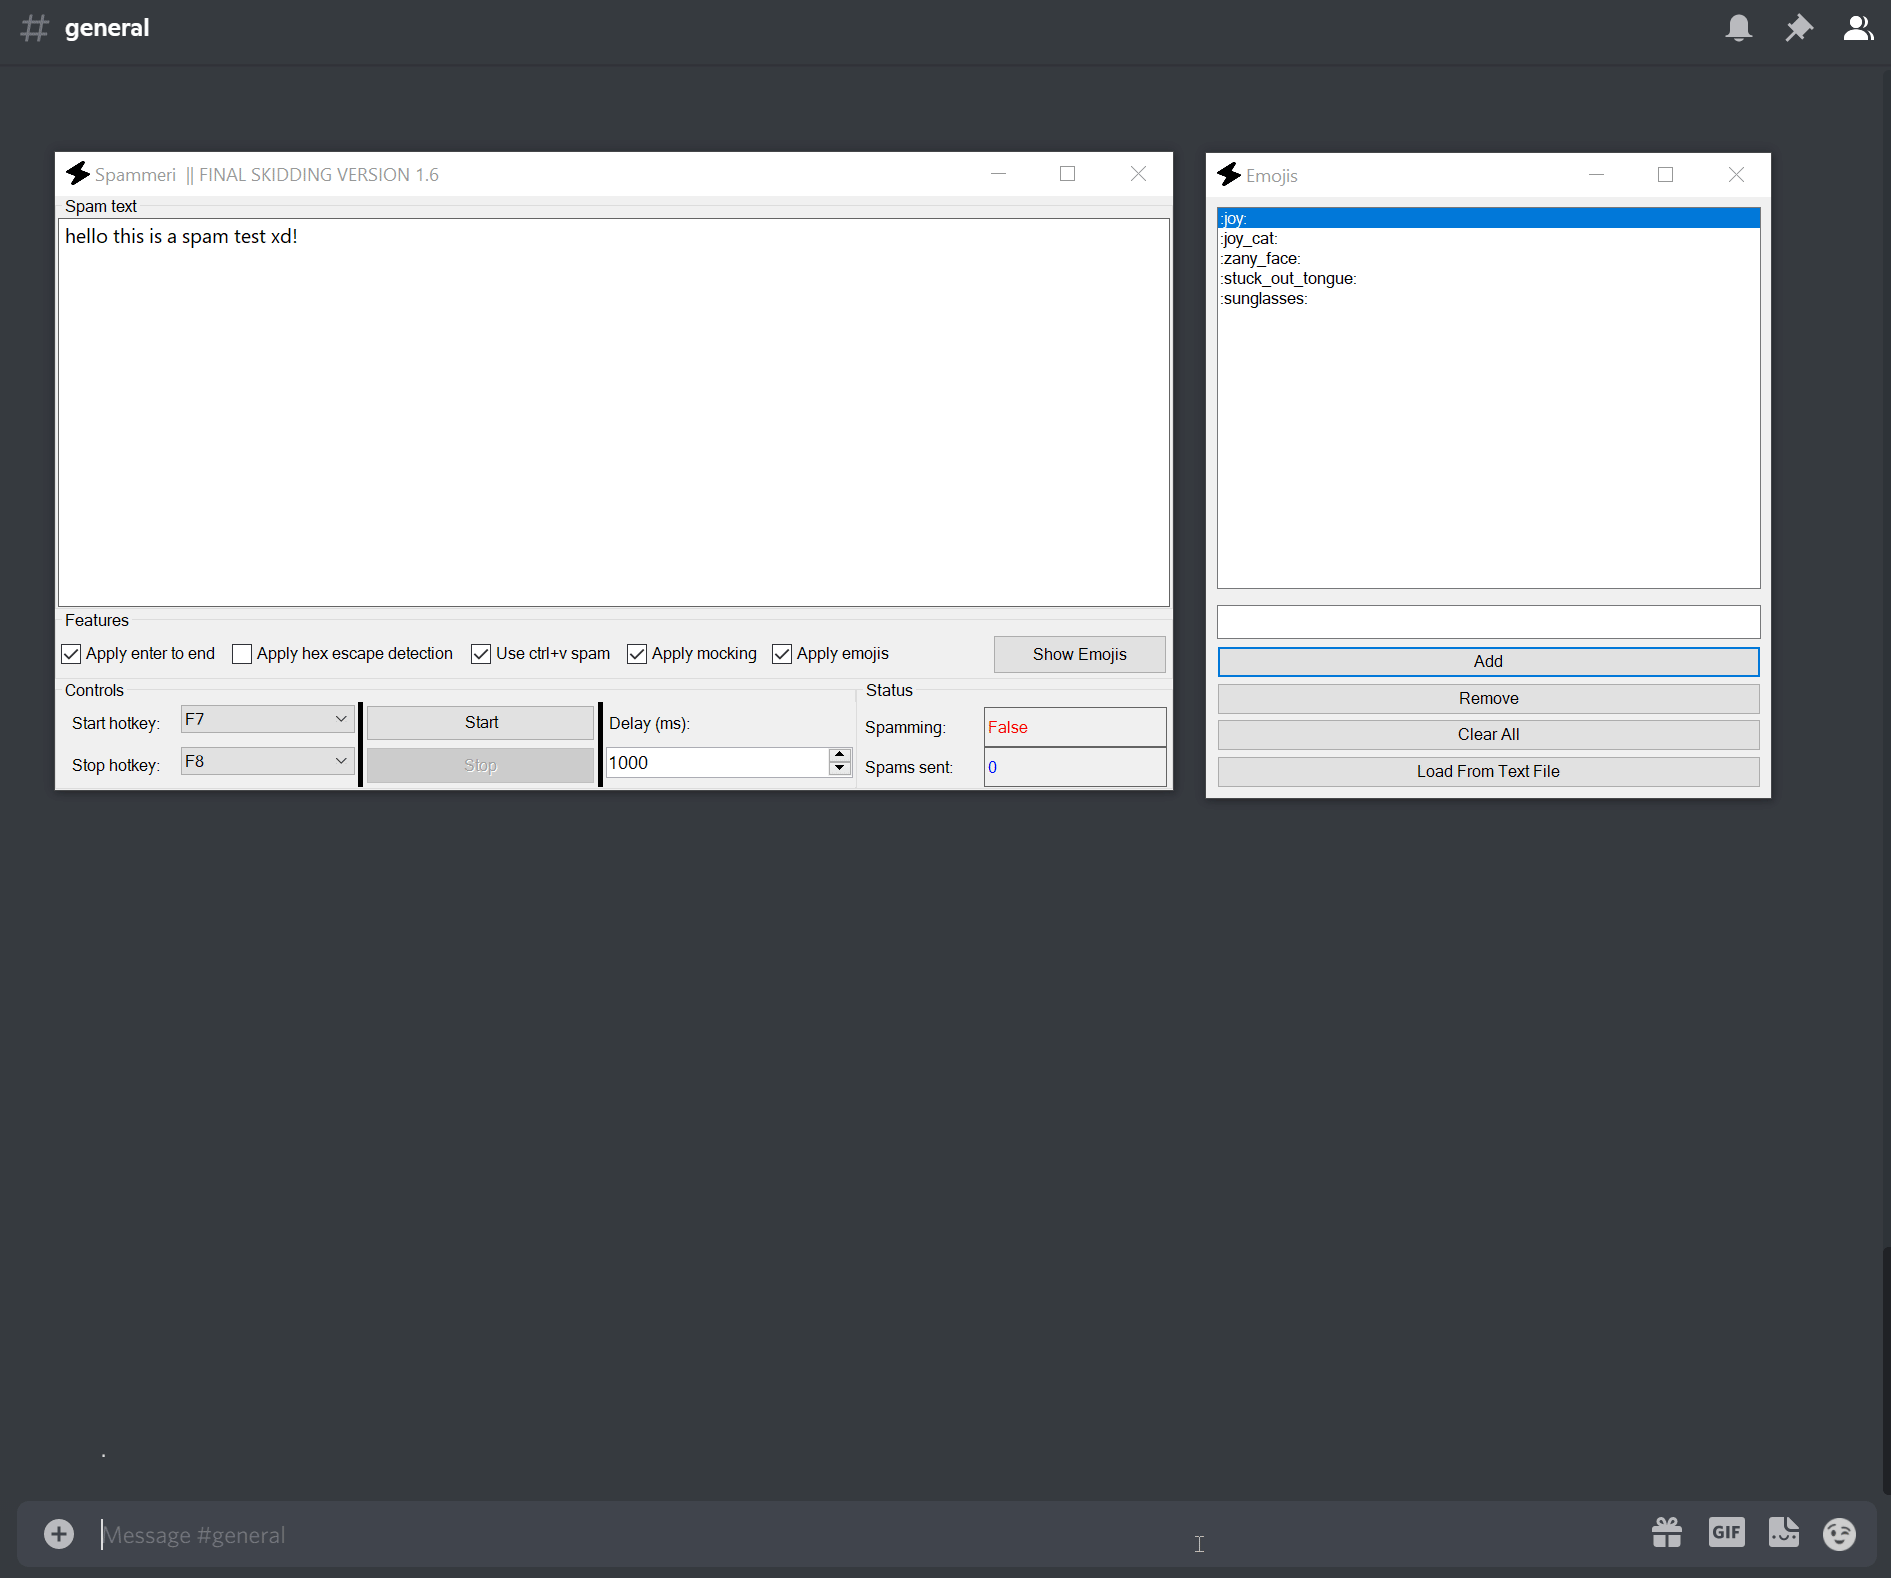 general
Spammeri || FINAL SKIDDING VERSION 1.6
Spam text
hello this is a spam test xd!
Features
Apply enter to end
Apply hex escape detection
Use ctrl+v spam
Apply mocking
Apply emojis
Show Emojis
Controls
Start hotkey:
F7
Start
Delay (ms):
Stop hotkey:
F8
Stop
1000
Status
Spamming:
False
Spams sent:
0
Emojis
:joy:
:joy_cat:
:zany_face:
:stuck_out_tongue:
:sunglasses:
Add
Remove
Clear All
Load From Text File
.
Message #general
GIF